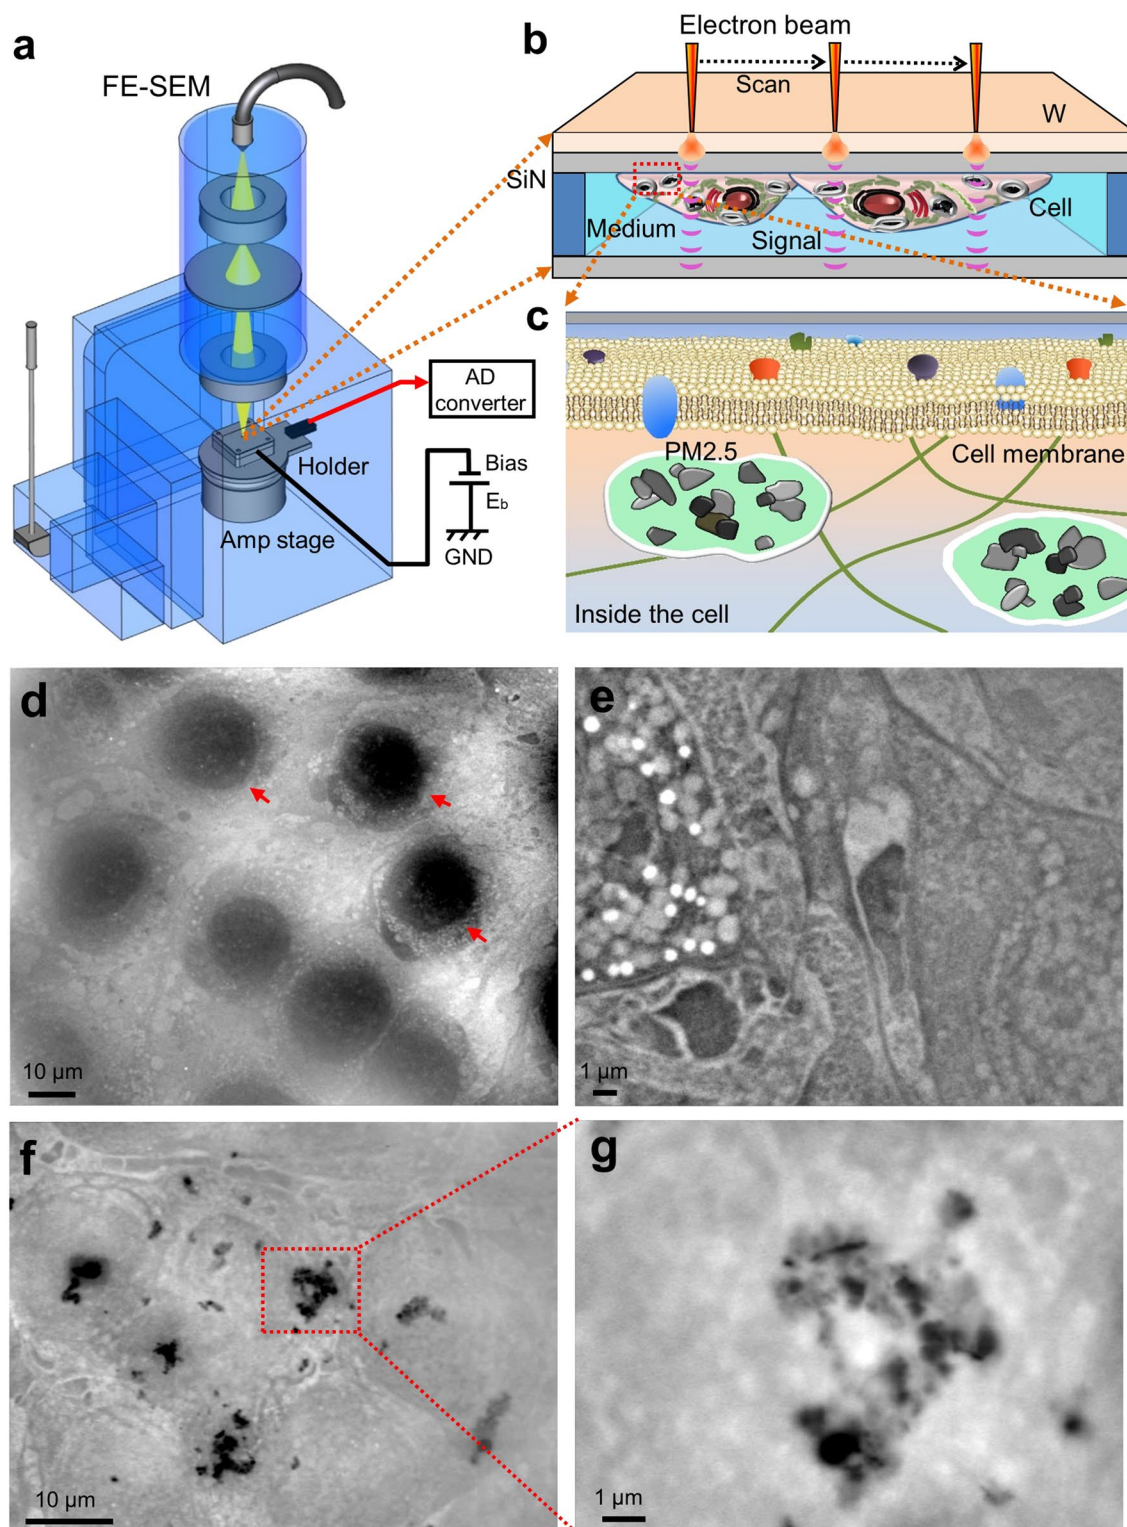 a
FE-SEM
AD
converter
Holder
Bias
E_b
Amp stage
GND
b
Electron beam
Scan
W
SiN
Medium
Signal
Cell
c
PM2.5
Cell membrane
Inside the cell
d
10 μm
e
1 μm
f
10 μm
g
1 μm